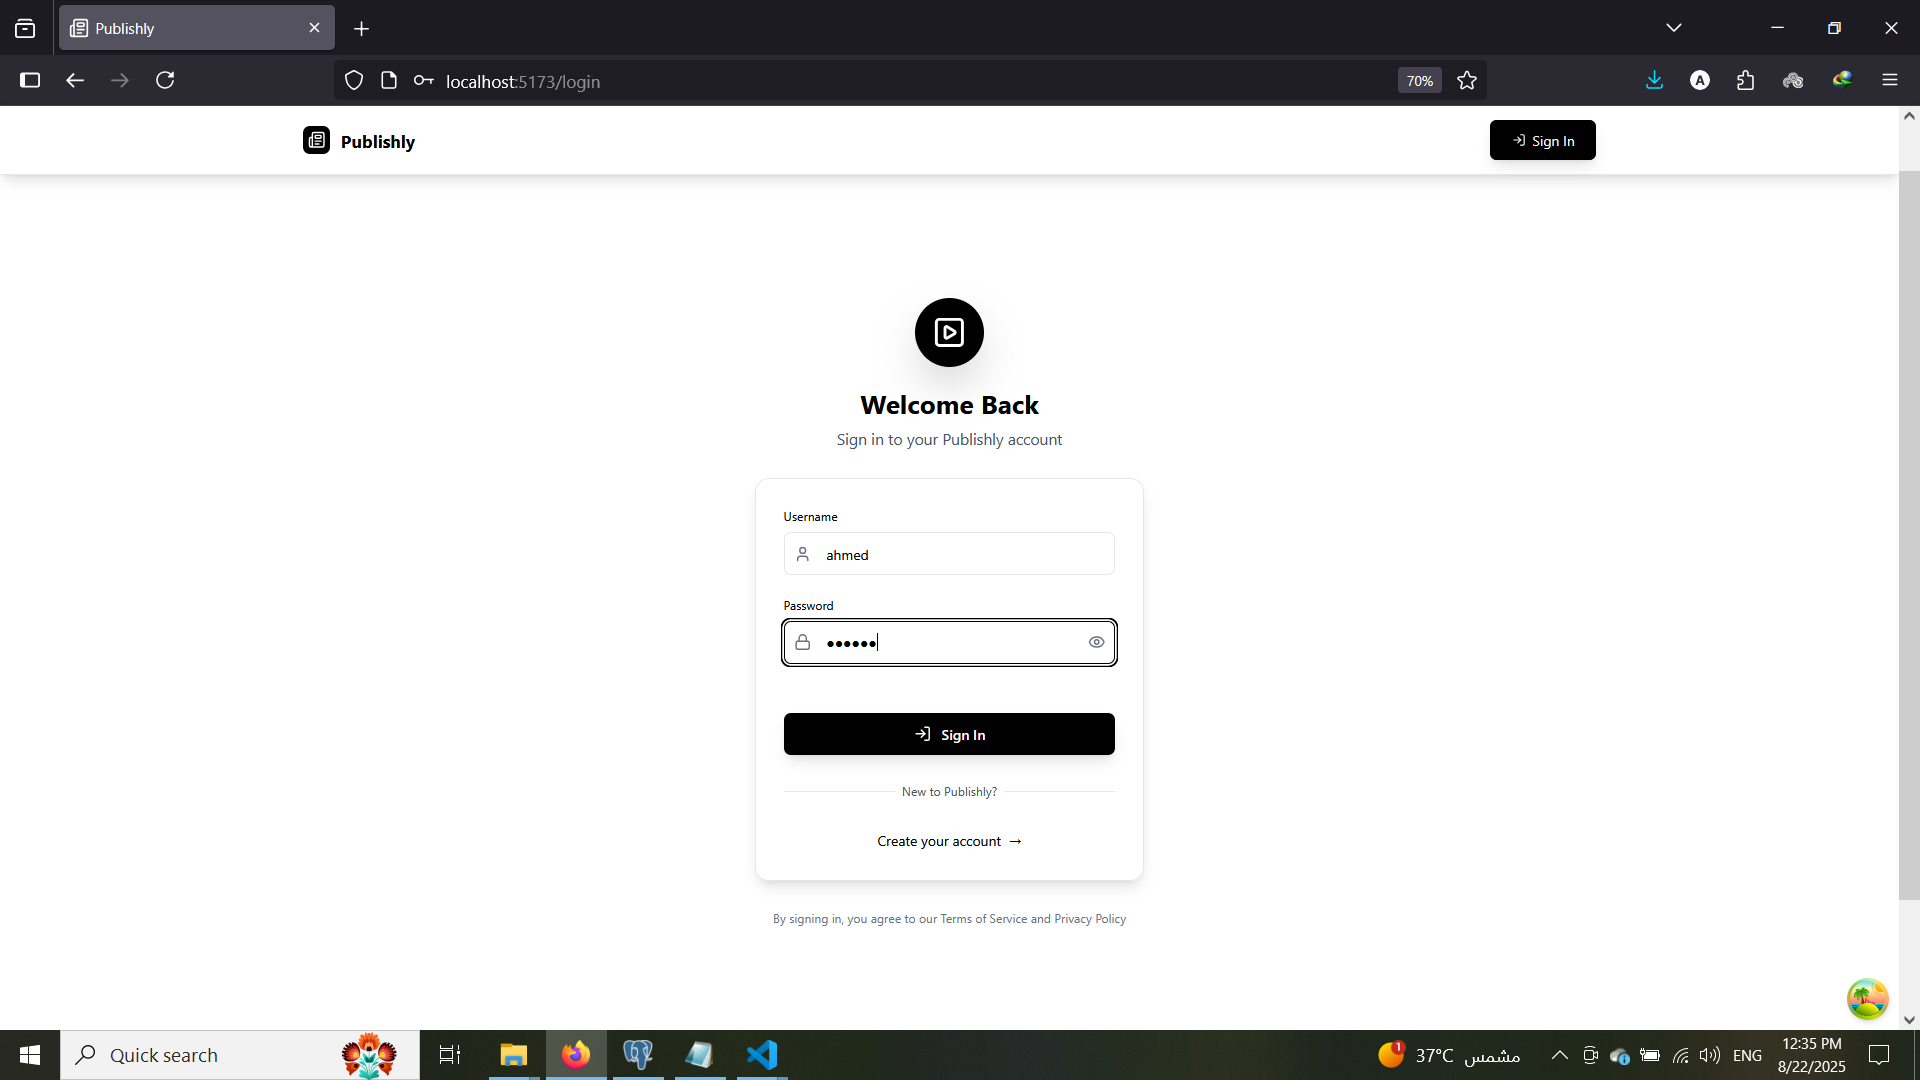 Publishly
localhost:5173/login
70%
Publishly
Sign In
Welcome Back
Sign in to your Publishly account
Username
ahmed
Password
••••••
Sign In
New to Publishly?
Create your account →
By signing in, you agree to our Terms of Service and Privacy Policy
Quick search
1
37°C مشمس
ENG
12:35 PM
8/22/2025